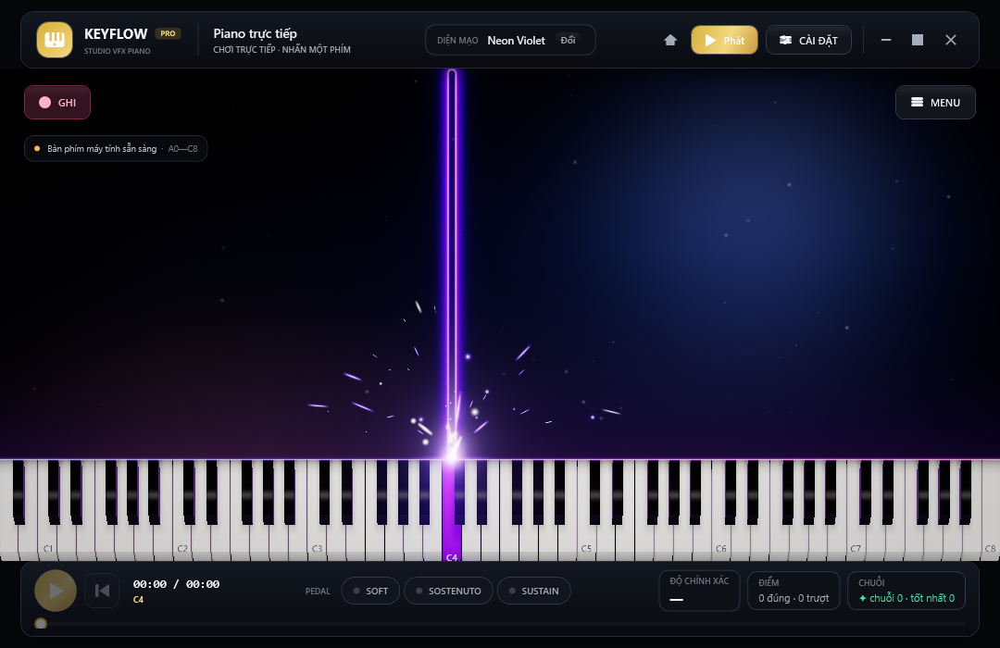 KEYFLOW PRO
STUDIO VFX PIANO
Piano trực tiếp
CHƠI TRỰC TIẾP · NHẤN MỘT PHÍM
DIỆN MẠO Neon Violet Đổi
Phát
CÀI ĐẶT
GHI
MENU
Bàn phím máy tính sẵn sàng · A0—C8
C1 C2 C3 C4 C5 C6 C7 C8
00:00 / 00:00
C4
PEDAL SOFT SOSTENUTO SUSTAIN
ĐỘ CHÍNH XÁC
—
ĐIỂM
0 đúng · 0 trượt
CHUỖI
✦ chuỗi 0 · tốt nhất 0